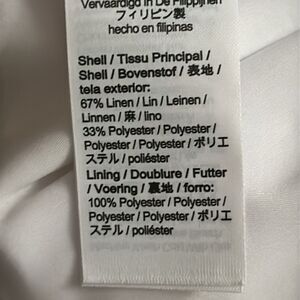 Vervaardigd in De Filippijnen
フィリピン製
hecho en filipinas
Shell / Tissu Principal /
Shell / Bovenstof / 表地 /
tela exterior:
67% Linen / Lin / Leinen /
Linnen / 麻 / lino
33% Polyester / Polyester /
Polyester / Polyester / ポリエ
ステル / poliéster
Lining / Doublure / Futter
/ Voering / 裏地 / forro:
100% Polyester / Polyester /
Polyester / Polyester / ポリエ
ステル / poliéster